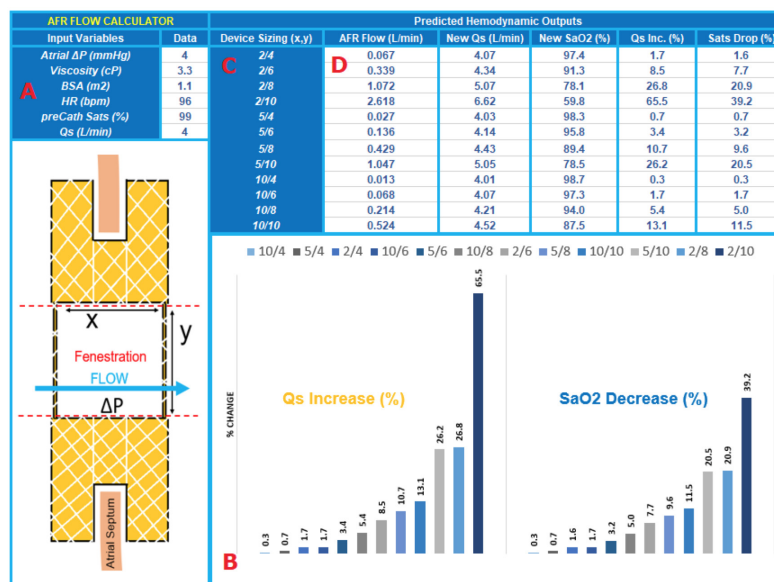 AFR FLOW CALCULATOR
Input Variables Data
Atrial ΔP (mmHg) 4
Viscosity (cP) 3.3
BSA (m2) 1.1
HR (bpm) 96
preCath Sats (%) 99
Qs (L/min) 4
A
Predicted Hemodynamic Outputs
Device Sizing (x,y) AFR Flow (L/min) New Qs (L/min) New SaO2 (%) Qs Inc. (%) Sats Drop (%)
C D
2/4 0.067 4.07 97.4 1.7 1.6
2/6 0.339 4.34 91.3 8.5 7.7
2/8 1.072 5.07 78.1 26.8 20.9
2/10 2.618 6.62 59.8 65.5 39.2
5/4 0.027 4.03 98.3 0.7 0.7
5/6 0.136 4.14 95.8 3.4 3.2
5/8 0.429 4.43 89.4 10.7 9.6
5/10 1.047 5.05 78.5 26.2 20.5
10/4 0.013 4.01 98.7 0.3 0.3
10/6 0.068 4.07 97.3 1.7 1.7
10/8 0.214 4.21 94.0 5.4 5.0
10/10 0.524 4.52 87.5 13.1 11.5
x
y
Fenestration
FLOW
ΔP
Atrial Septum
10/4 5/4 2/4 10/6 5/6 10/8 2/6 5/8 10/10 5/10 2/8 2/10
% CHANGE
Qs Increase (%)
0.3 0.7 1.7 1.7 3.4 5.4 8.5 10.7 13.1 26.2 26.8 65.5
SaO2 Decrease (%)
0.3 0.7 1.6 1.7 3.2 5.0 7.7 9.6 11.5 20.5 20.9 39.2
B